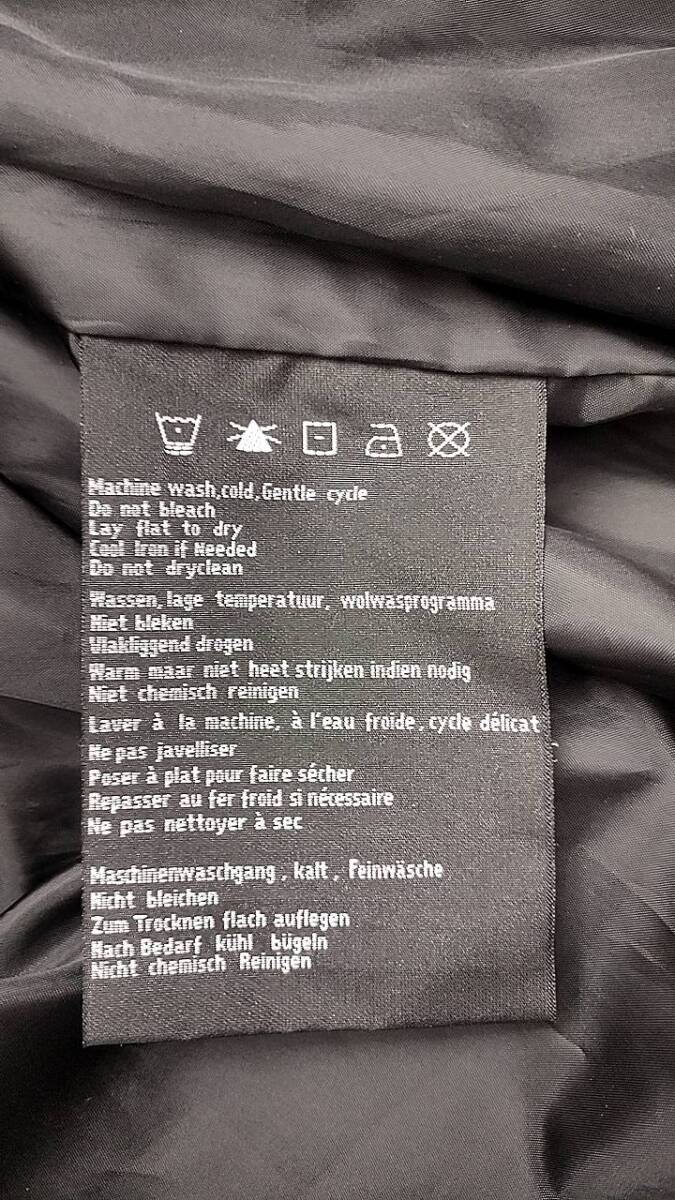 Machine wash,cold,Gentle cycle
Do not bleach
Lay flat to dry
Cool Iron if Needed
Do not dryclean
Wassen, lage temperatuur, wolwasprogramma
Niet bleken
Vlakliggend drogen
Warm maar niet heet strijken indien nodig
Niet chemisch reinigen
Laver à la machine, à l'eau froide, cycle délicat
Ne pas javelliser
Poser à plat pour faire sécher
Repasser au fer froid si nécessaire
Ne pas nettoyer à sec
Maschinenwaschgang, kalt, Feinwäsche
Nicht bleichen
Zum Trocknen flach auflegen
Nach Bedarf kühl bügeln
Nicht chemisch Reinigen